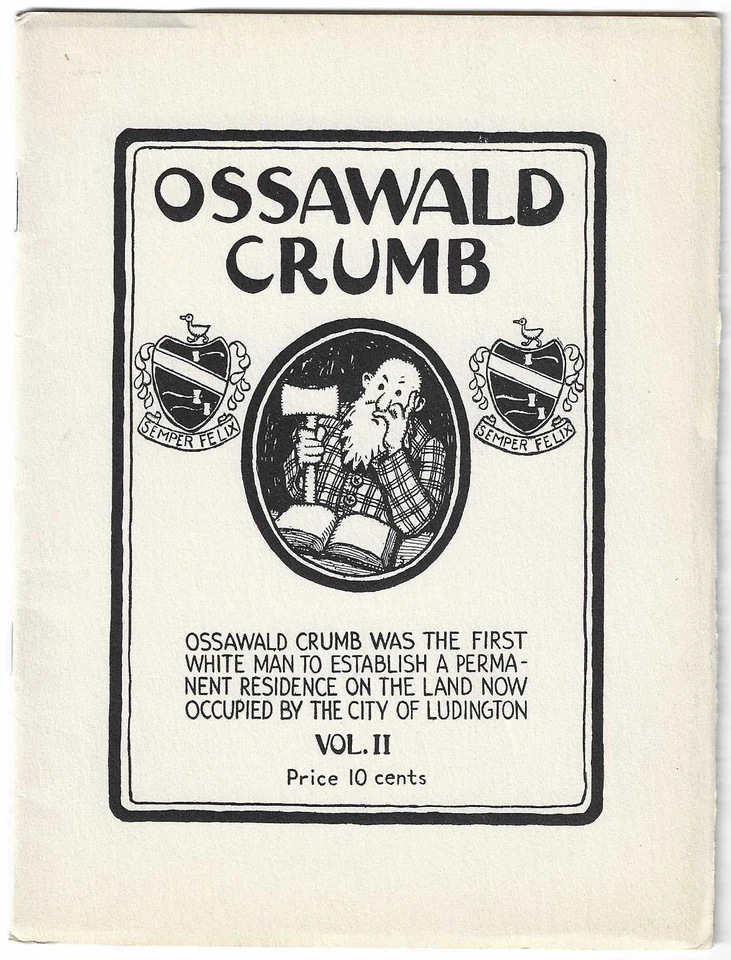 OSSAWALD
CRUMB
SEMPER FELIX
SEMPER FELIX
OSSAWALD CRUMB WAS THE FIRST
WHITE MAN TO ESTABLISH A PERMA-
NENT RESIDENCE ON THE LAND NOW
OCCUPIED BY THE CITY OF LUDINGTON
VOL. II
Price 10 cents